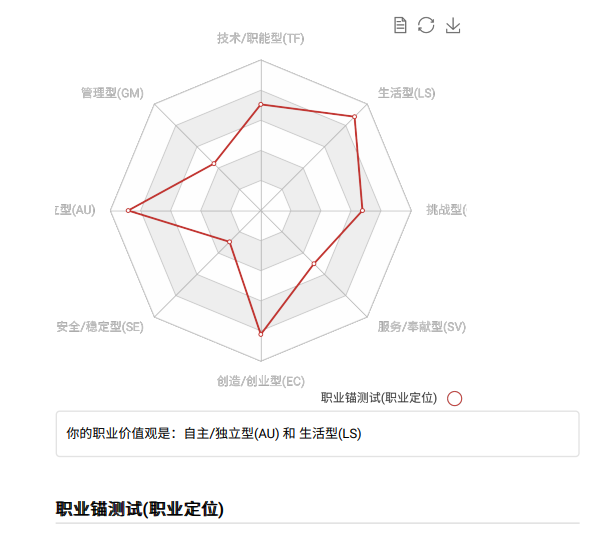 技术/职能型(TF)
管理型(GM)
生活型(LS)
型(AU)
挑战型(
安全/稳定型(SE)
服务/奉献型(SV)
创造/创业型(EC)
职业锚测试(职业定位)
你的职业价值观是：自主/独立型(AU) 和 生活型(LS)
职业锚测试(职业定位)